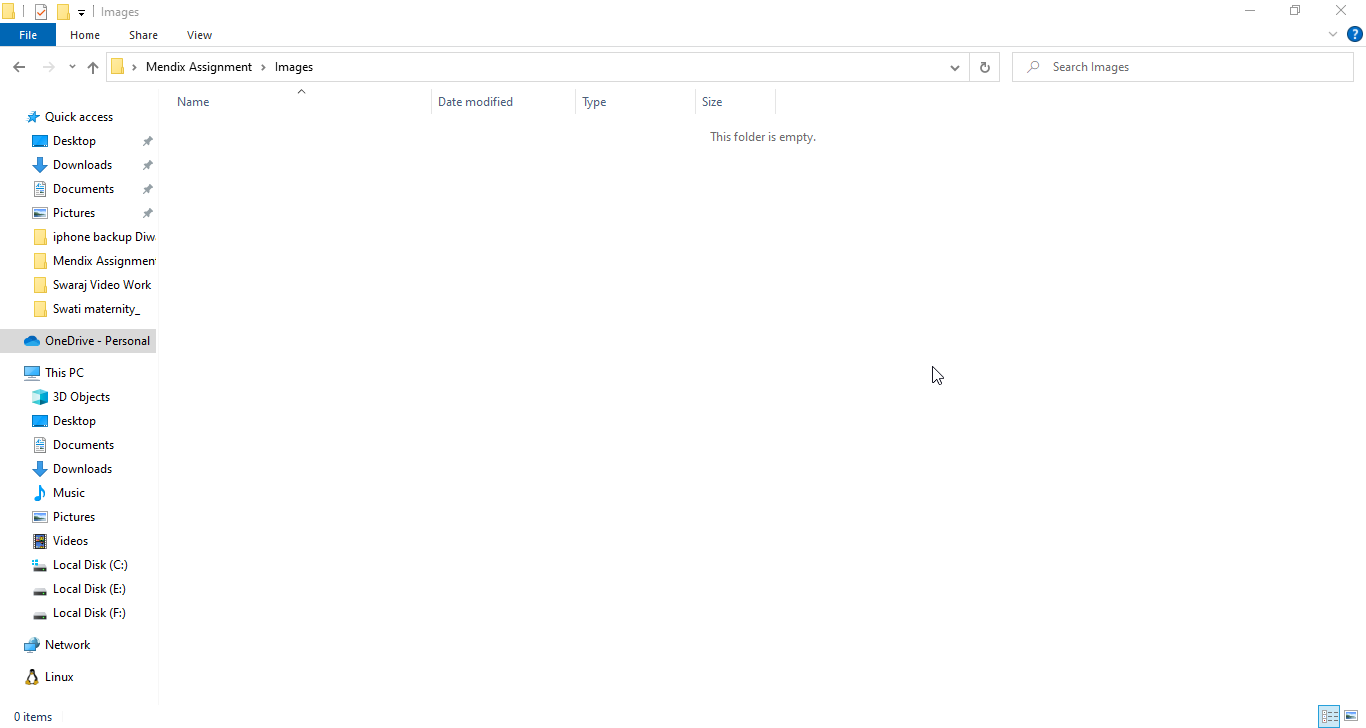 Images
File Home Share View
Mendix Assignment Images
Search Images
Name Date modified Type Size
This folder is empty.
Quick access
Desktop
Downloads
Documents
Pictures
iphone backup Diwa
Mendix Assignment
Swaraj Video Work
Swati maternity_
OneDrive - Personal
This PC
3D Objects
Desktop
Documents
Downloads
Music
Pictures
Videos
Local Disk (C:)
Local Disk (E:)
Local Disk (F:)
Network
Linux
0 items